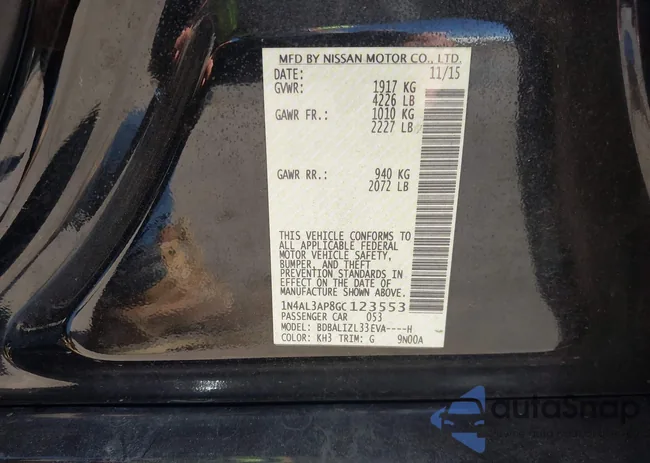 MFD BY NISSAN MOTOR CO., LTD.
DATE: 11/15
GVWR: 1917 KG
4226 LB
GAWR FR.: 1010 KG
2227 LB
GAWR RR.: 940 KG
2072 LB
THIS VEHICLE CONFORMS TO
ALL APPLICABLE FEDERAL
MOTOR VEHICLE SAFETY,
BUMPER, AND THEFT
PREVENTION STANDARDS IN
EFFECT ON THE DATE OF
MANUFACTURE SHOWN ABOVE.
1N4AL3AP8GC123553
PASSENGER CAR 053
MODEL: BDBALIZL33EVA----H
COLOR: KH3 TRIM: G 9N00A
autoSnap